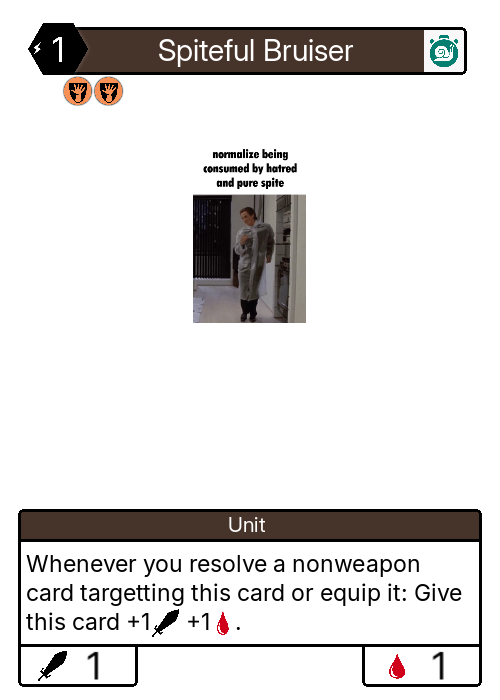 1
Spiteful Bruiser
normalize being
consumed by hatred
and pure spite
Unit
Whenever you resolve a nonweapon
card targetting this card or equip it: Give
this card +1 +1 .
1
1